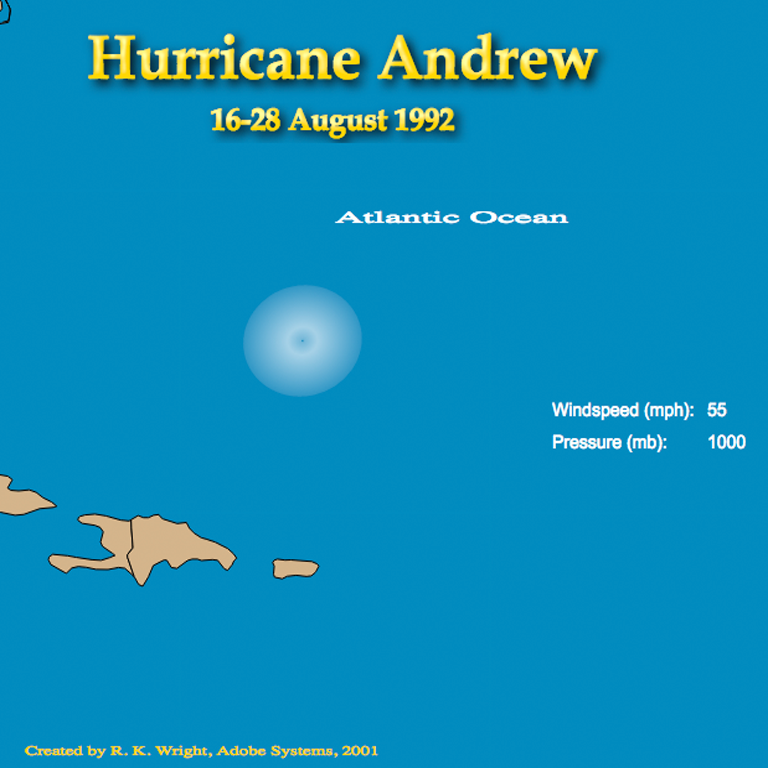 Hurricane Andrew
16-28 August 1992
Atlantic Ocean
Windspeed (mph): 55
Pressure (mb): 1000
Created by R. K. Wright, Adobe Systems, 2001